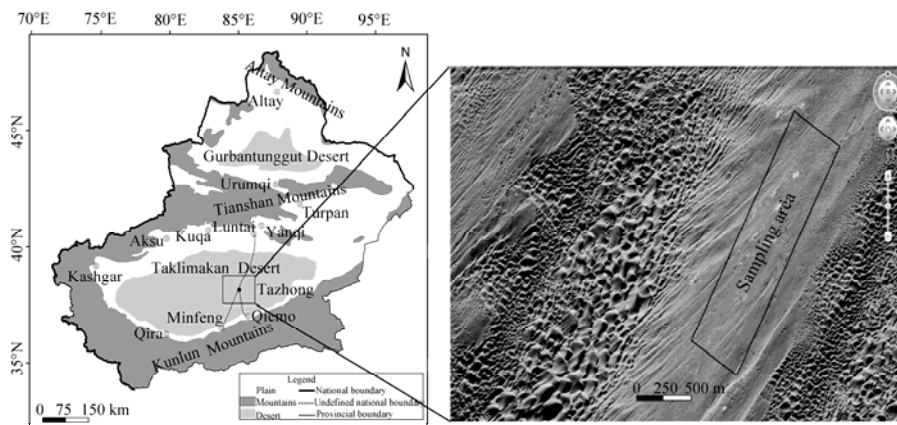 70°E 75°E 80°E 85°E 90°E 95°E
N
Altay Mountains
Altay
45°N
Gurbantunggut Desert
Urumqi
Tianshan Mountains
Turpan
Luntai
Kuqa
Yanqi
Aksu
40°N
Kashgar
Taklimakan Desert
Tazhong
Minfeng
Qiemo
Qira
Kunlun Mountains
35°N
Legend
Plain
National boundary
Mountains
Undefined national boundary
Desert
Provincial boundary
0 75 150 km
Sampling area
0 250 500 m